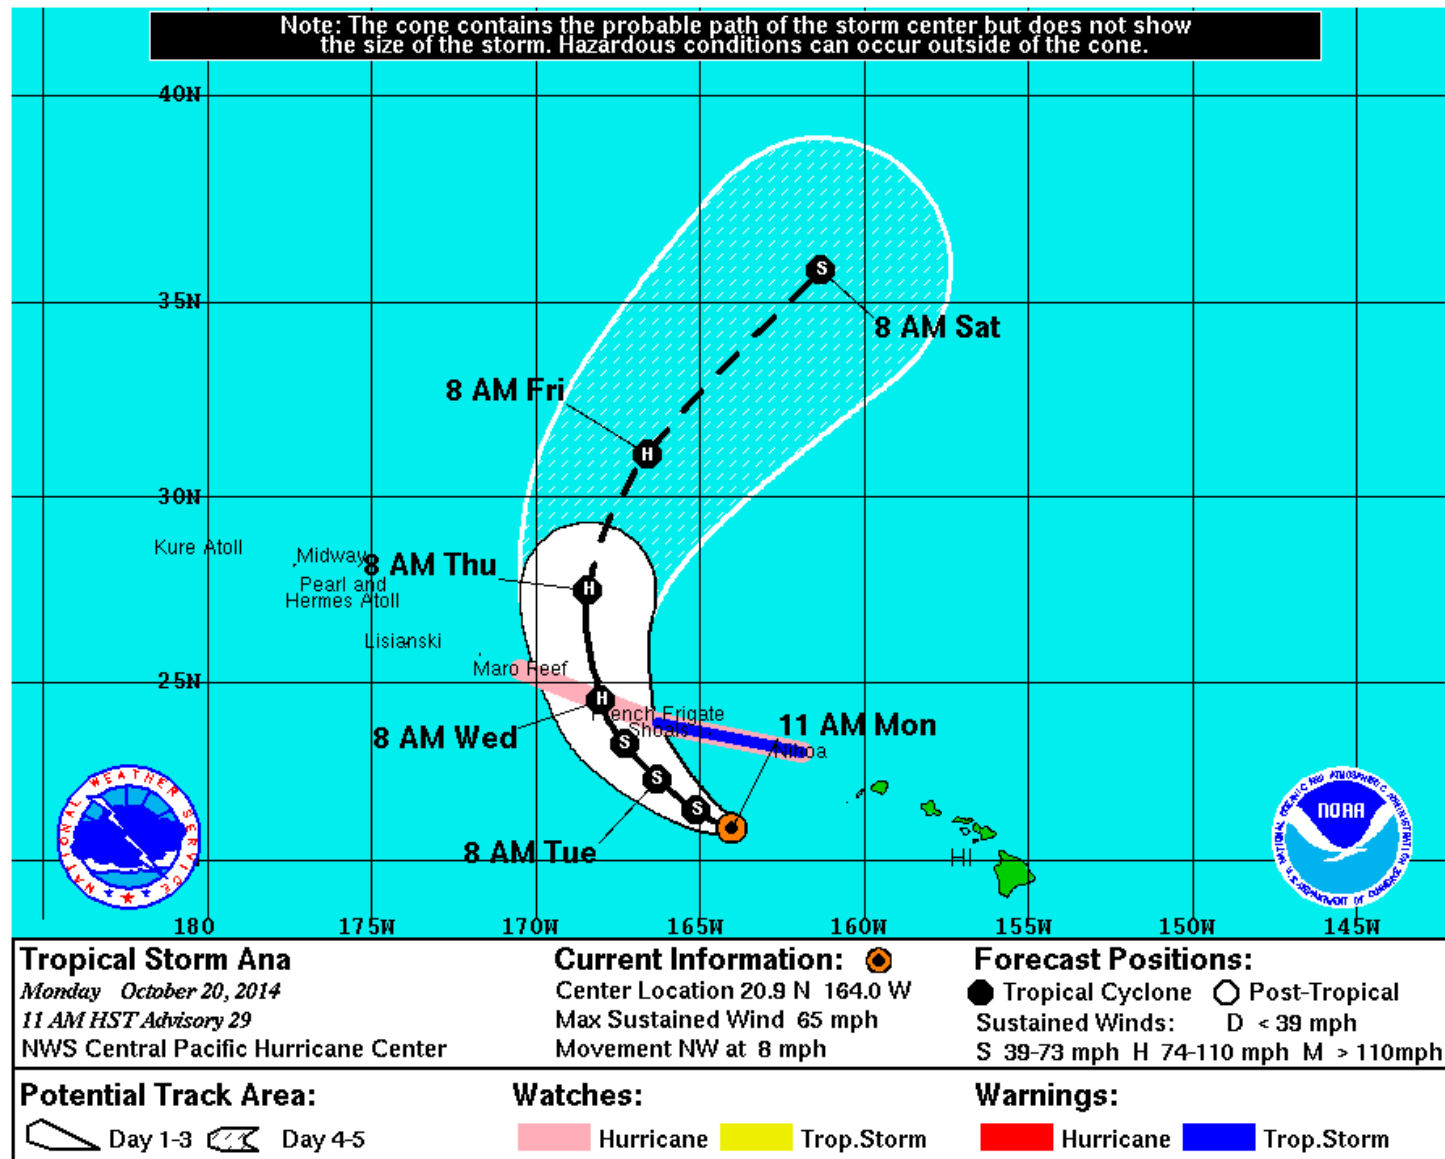 Note: The cone contains the probable path of the storm center but does not show
the size of the storm. Hazardous conditions can occur outside of the cone.
40N
35N
8 AM Sat
8 AM Fri
30N
Kure Atoll
Midway
8 AM Thu
Pearl and
Hermes Atoll
Lisianski
Maro Reef
25N
H
S
French Frigate
Shoals
11 AM Mon
Nihoa
8 AM Wed
8 AM Tue
HI
NATIONAL WEATHER SERVICE
NOAA
180 175W 170W 165W 160W 155W 150W 145W
Tropical Storm Ana
Monday October 20, 2014
11 AM HST Advisory 29
NWS Central Pacific Hurricane Center
Current Information:
Center Location 20.9 N 164.0 W
Max Sustained Wind 65 mph
Movement NW at 8 mph
Forecast Positions:
Tropical Cyclone Post-Tropical
Sustained Winds: D < 39 mph
S 39-73 mph H 74-110 mph M > 110mph
Potential Track Area:
Day 1-3 Day 4-5
Watches:
Hurricane Trop.Storm
Warnings:
Hurricane Trop.Storm